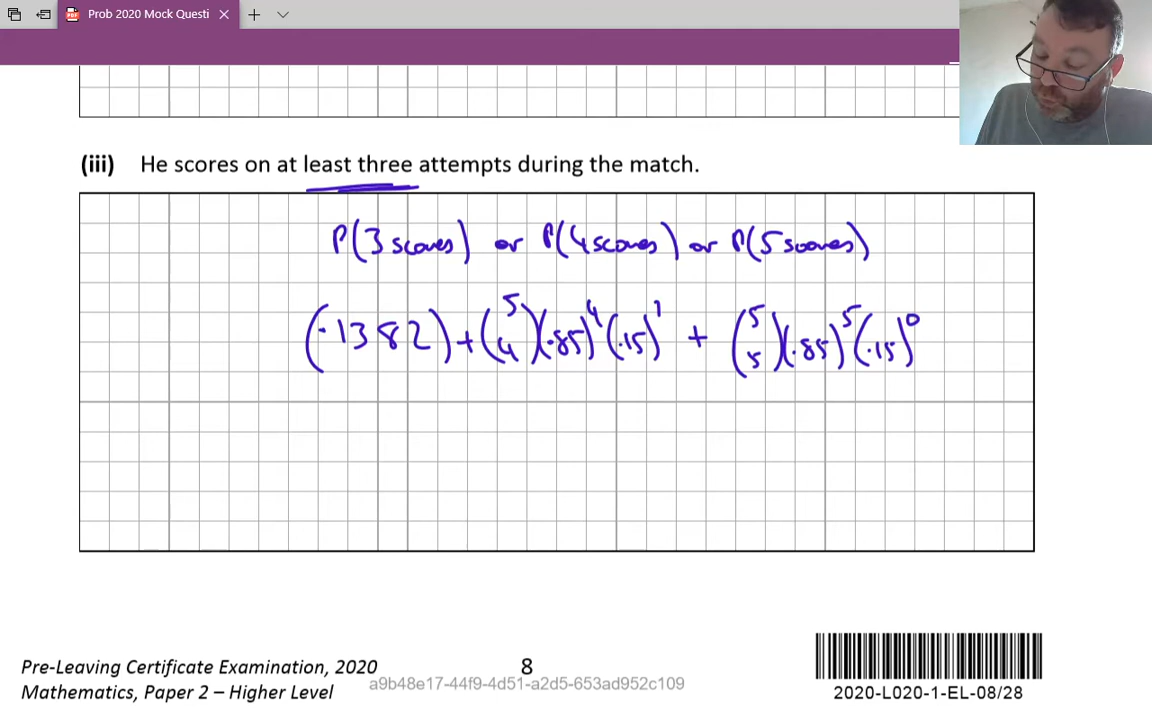 Prob 2020 Mock Questi
(iii) He scores on at least three attempts during the match.
P(3 scores) or P(4 scores) or P(5 scores)
(.1382)+(5 4)(.85)^4(.15)^1 + (5 5)(.85)^5(.15)^0
Pre-Leaving Certificate Examination, 2020
Mathematics, Paper 2 – Higher Level
8
a9b48e17-44f9-4d51-a2d5-653ad952c109
2020-L020-1-EL-08/28